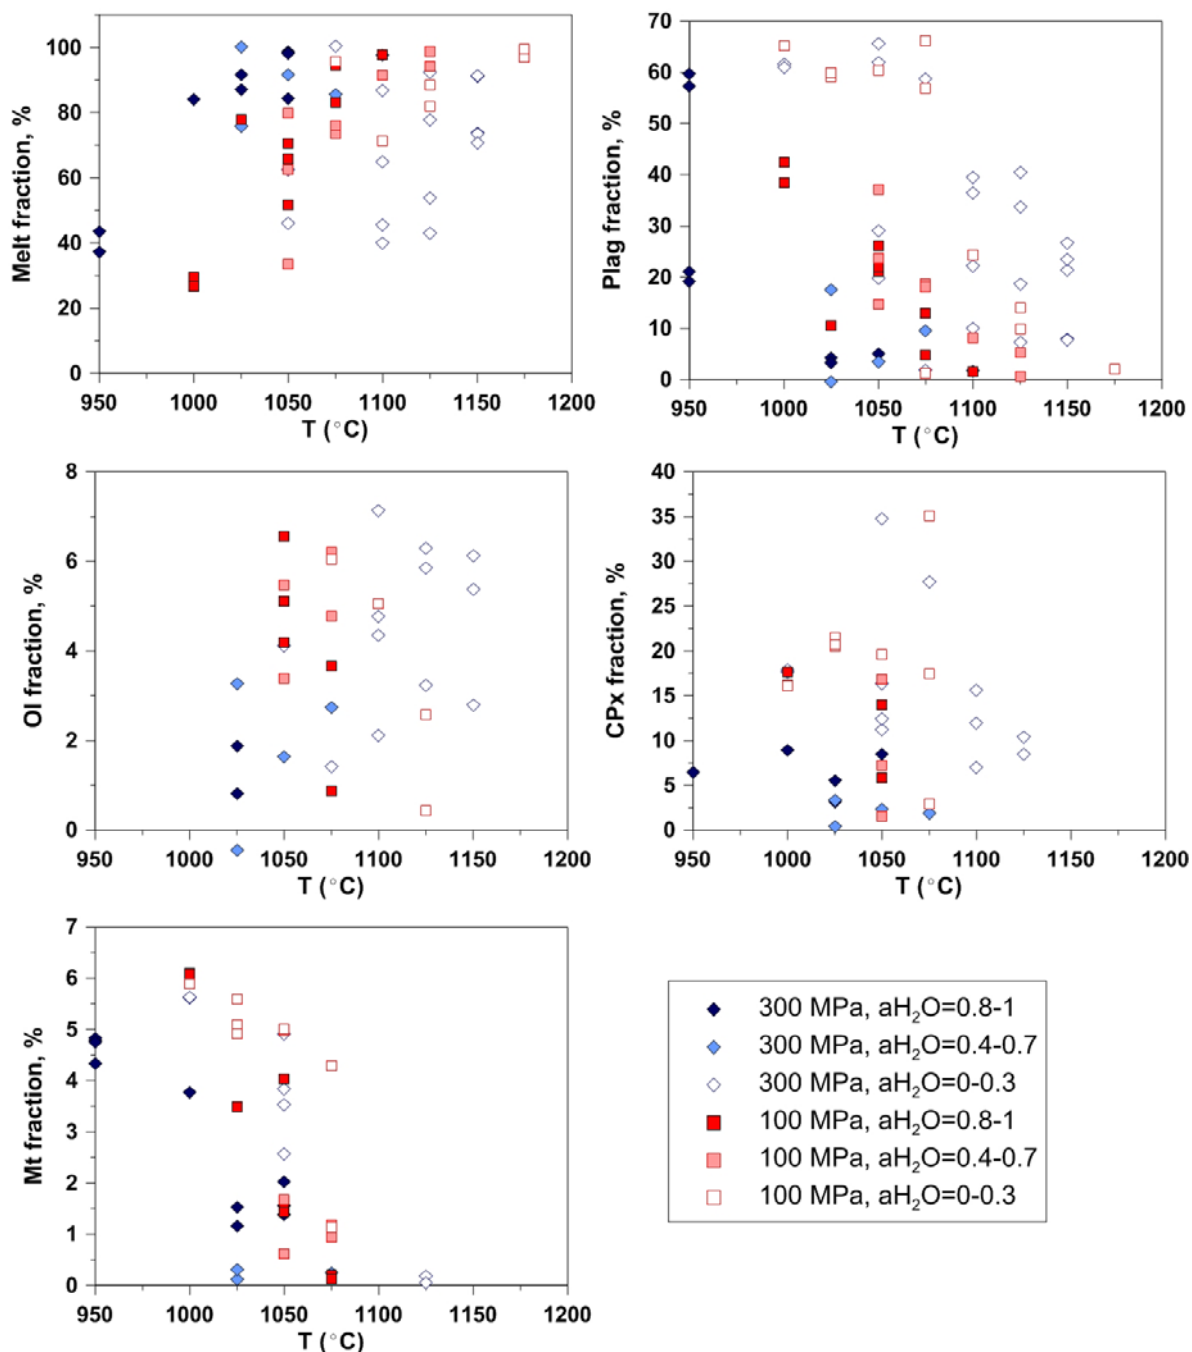 100
80
60
40
20
0
Melt fraction, %
950 1000 1050 1100 1150 1200
T (°C)
70
60
50
40
30
20
10
0
Plag fraction, %
950 1000 1050 1100 1150 1200
T (°C)
8
6
4
2
0
Ol fraction, %
950 1000 1050 1100 1150 1200
T (°C)
40
35
30
25
20
15
10
5
0
CPx fraction, %
950 1000 1050 1100 1150 1200
T (°C)
7
6
5
4
3
2
1
0
Mt fraction, %
950 1000 1050 1100 1150 1200
T (°C)
300 MPa, aH₂O=0.8-1
300 MPa, aH₂O=0.4-0.7
300 MPa, aH₂O=0-0.3
100 MPa, aH₂O=0.8-1
100 MPa, aH₂O=0.4-0.7
100 MPa, aH₂O=0-0.3